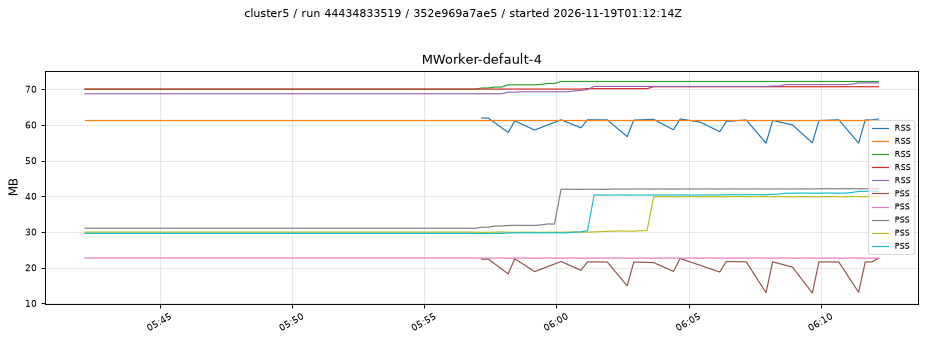 cluster5 / run 44434833519 / 352e969a7ae5 / started 2026-11-19T01:12:14Z
MWorker-default-4
MB
70
60
50
40
30
20
10
RSS
RSS
RSS
RSS
RSS
PSS
PSS
PSS
PSS
PSS
05:45
05:50
05:55
06:00
06:05
06:10